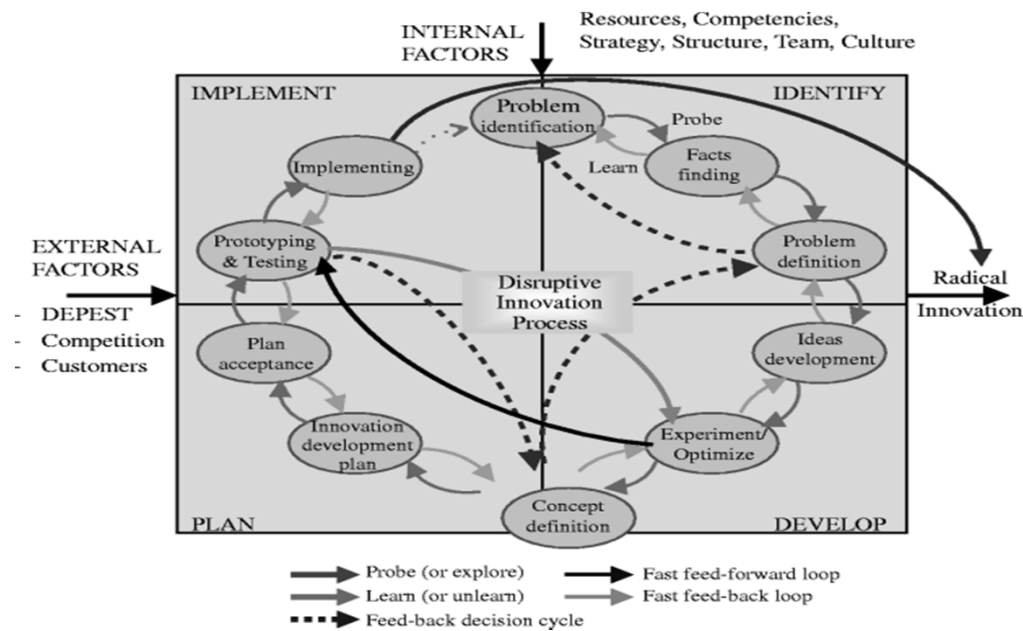 INTERNAL
FACTORS
Resources, Competencies,
Strategy, Structure, Team, Culture
IMPLEMENT
IDENTIFY
Problem
identification
Probe
Learn
Facts
finding
Implementing
Prototyping
& Testing
Problem
definition
EXTERNAL
FACTORS
- DEPEST
- Competition
- Customers
Disruptive
Innovation
Process
Radical
Innovation
Plan
acceptance
Ideas
development
Innovation
development
plan
Experiment/
Optimize
Concept
definition
PLAN
DEVELOP
Probe (or explore)
Fast feed-forward loop
Learn (or unlearn)
Fast feed-back loop
Feed-back decision cycle